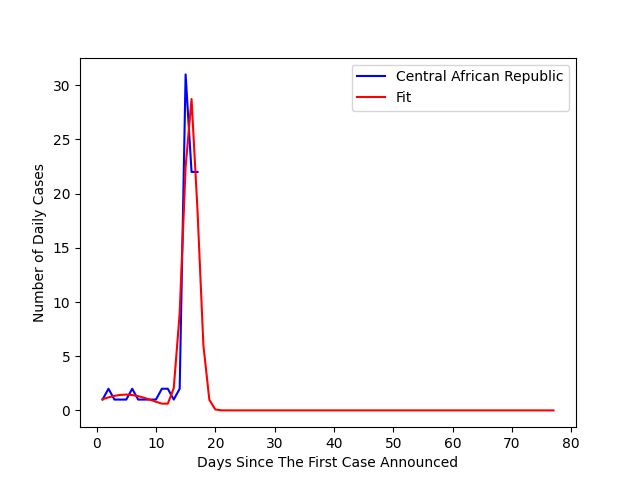 Central African Republic
Fit
Number of Daily Cases
30
25
20
15
10
5
0
0 10 20 30 40 50 60 70 80
Days Since The First Case Announced